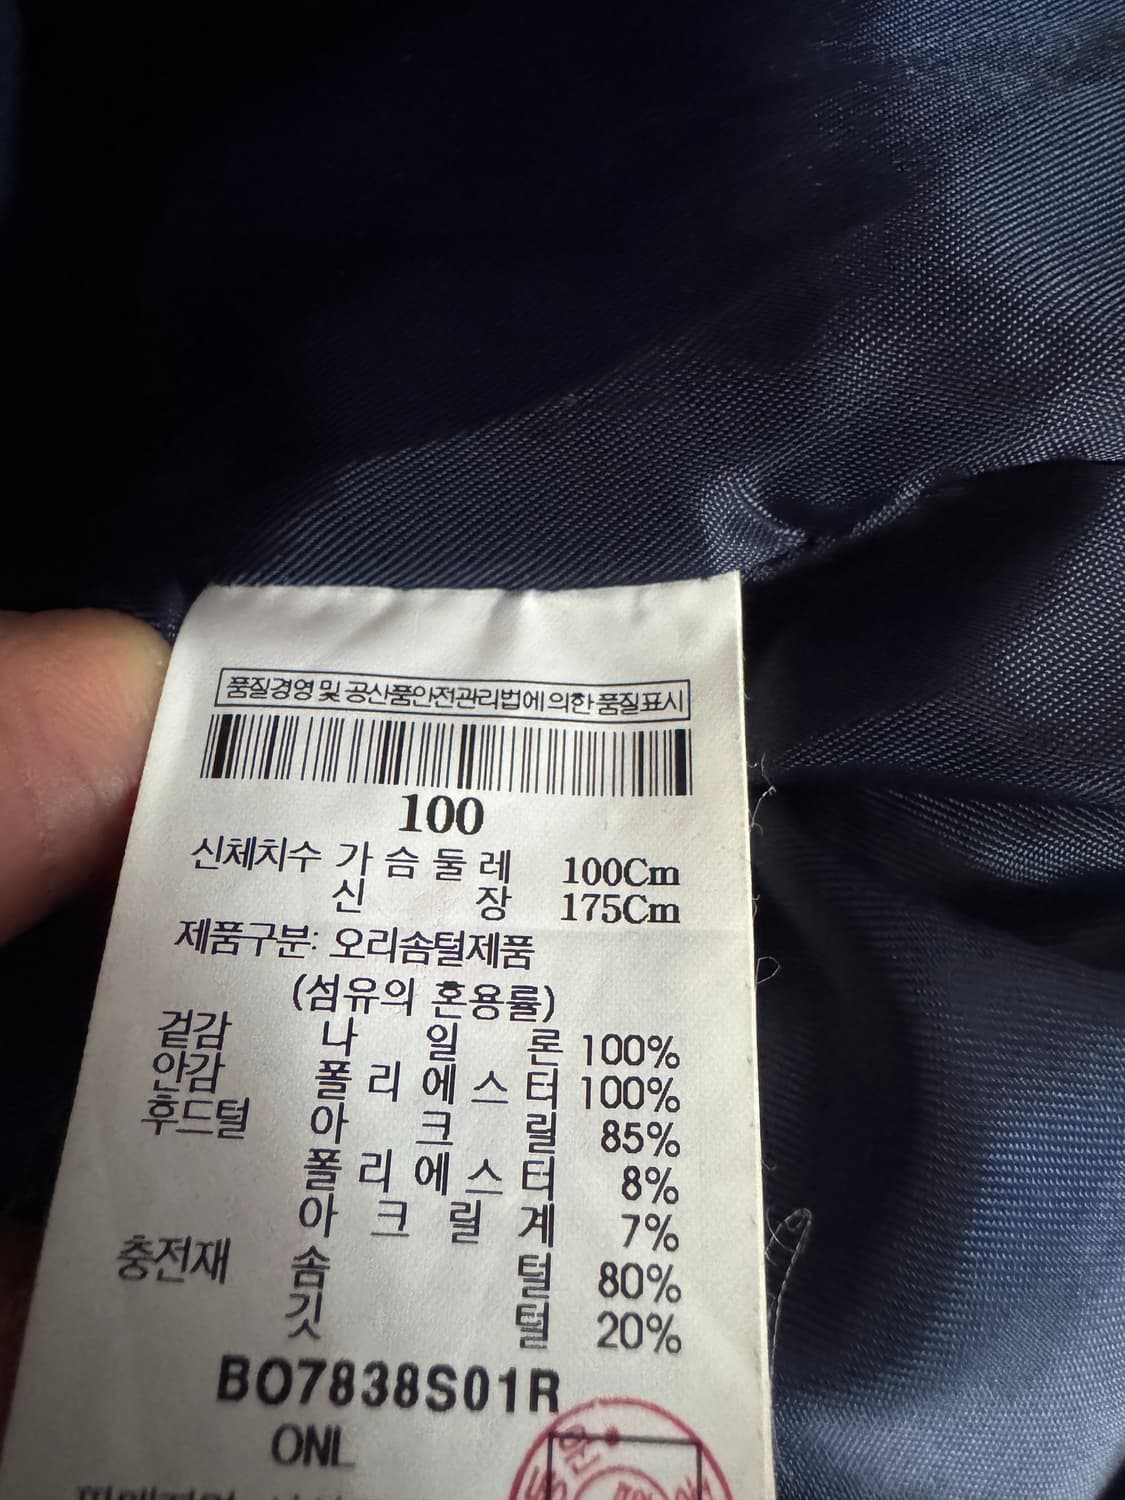 품질경영 및 공산품안전관리법에 의한 품질표시
100
신체치수 가슴둘레 100Cm
신장 175Cm
제품구분: 오리솜털제품
(섬유의 혼용률)
겉감 나일론 100%
안감 폴리에스터 100%
후드털 아크릴 85%
폴리에스터 8%
아크릴계 7%
충전재 솜털 80%
깃털 20%
BO7838S01R
ONL